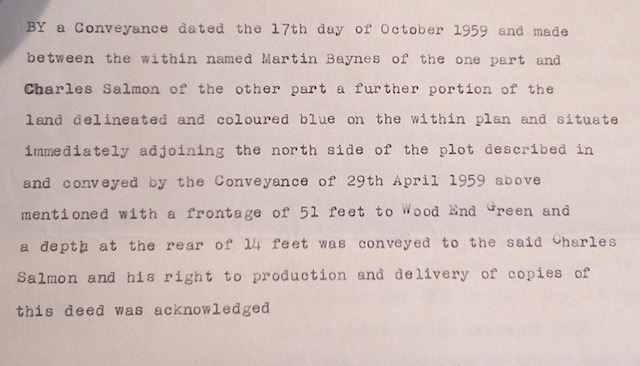 BY a Conveyance dated the 17th day of October 1959 and made
between the within named Martin Baynes of the one part and
Charles Salmon of the other part a further portion of the
land delineated and coloured blue on the within plan and situate
immediately adjoining the north side of the plot described in
and conveyed by the Conveyance of 29th April 1959 above
mentioned with a frontage of 51 feet to Wood End Green and
a depth at the rear of 14 feet was conveyed to the said Charles
Salmon and his right to production and delivery of copies of
this deed was acknowledged